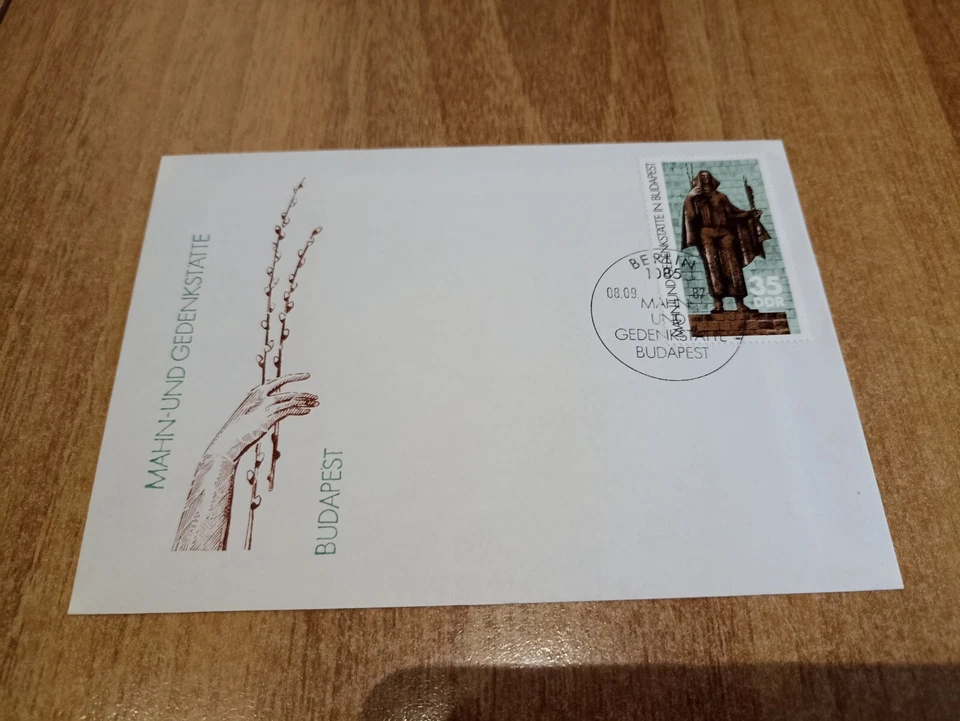 MAHN-UND GEDENKSTÄTTE
BUDAPEST
MAHN-UND GEDENKSTÄTTE IN BUDAPEST
35
DDR
BERLIN
1085
08.09
-87
MAHN
UND
GEDENKSTÄTTE
BUDAPEST